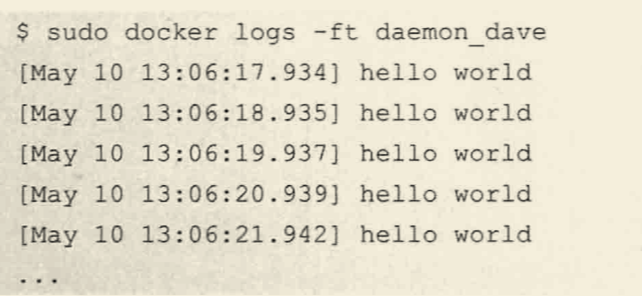 $ sudo docker logs -ft daemon_dave
[May 10 13:06:17.934] hello world
[May 10 13:06:18.935] hello world
[May 10 13:06:19.937] hello world
[May 10 13:06:20.939] hello world
[May 10 13:06:21.942] hello world
...